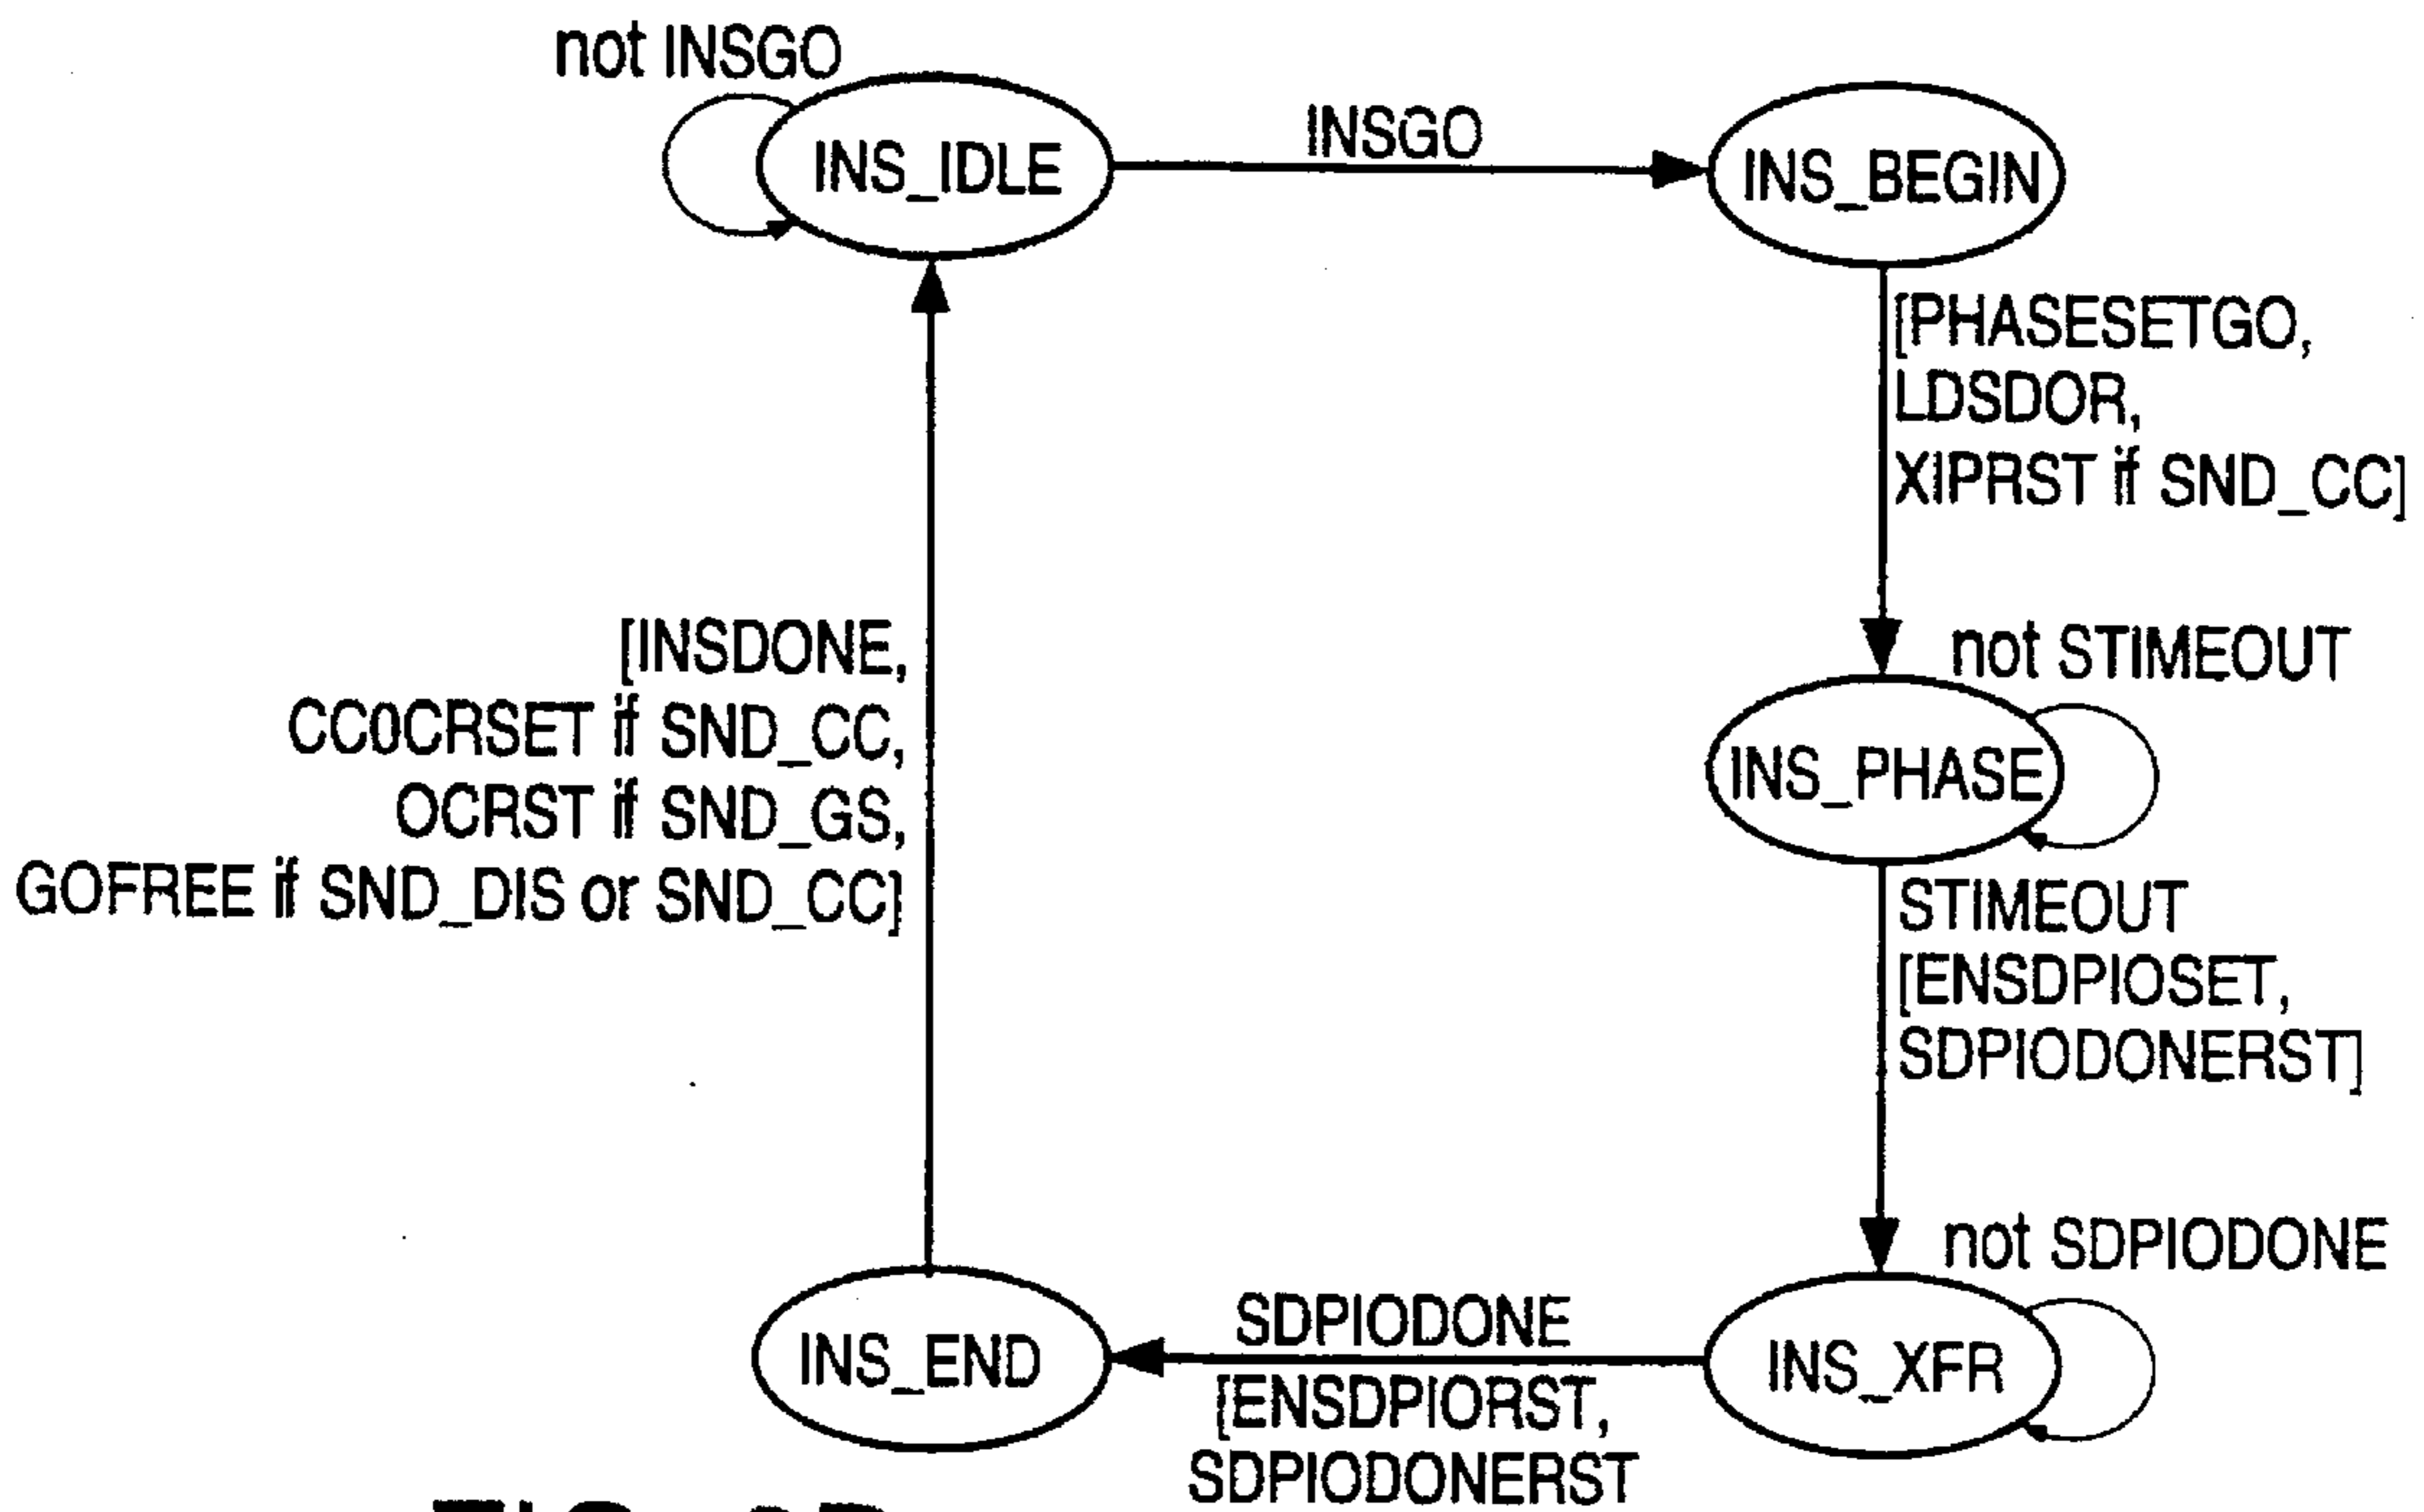 not INSGO
INS_IDLE
INSGO
INS_BEGIN
[PHASESETGO,
LDSDOR,
XIPRST if SND_CC]
not STIMEOUT
INS_PHASE
STIMEOUT
[ENSDPIOSET,
SDPIODONERST]
not SDPIODONE
INS_XFR
SDPIODONE
[ENSDPIORST,
SDPIODONERST
INS_END
[INSDONE,
CC0CRSET if SND_CC,
OCRST if SND_GS,
GOFREE if SND_DIS or SND_CC]